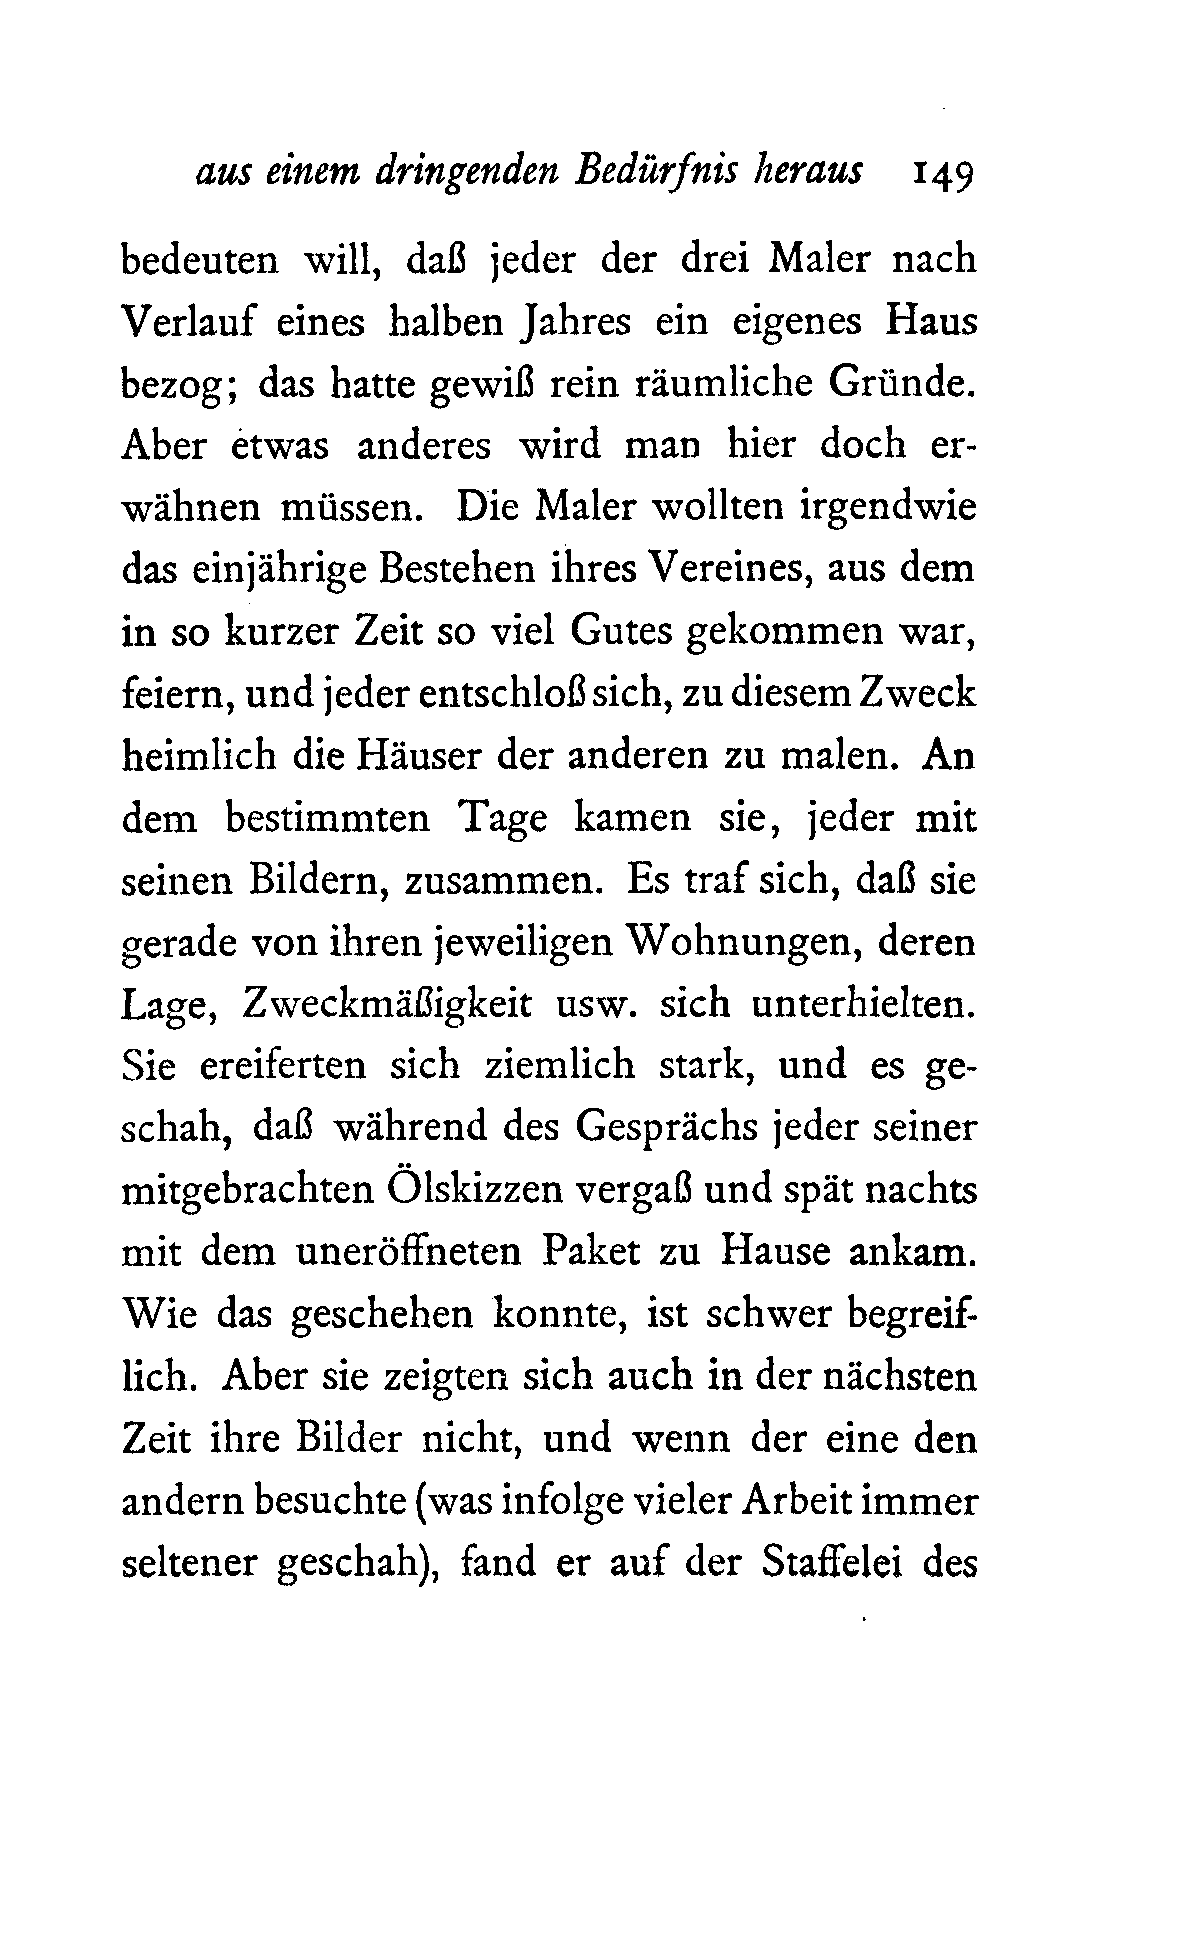 aus einem dringenden Bedürfnis heraus 149
bedeuten will, daß jeder der drei Maler nach
Verlauf eines halben Jahres ein eigenes Haus
bezog; das hatte gewiß rein räumliche Gründe.
Aber etwas anderes wird man hier doch er-
wähnen müssen. Die Maler wollten irgendwie
das einjährige Bestehen ihres Vereines, aus dem
in so kurzer Zeit so viel Gutes gekommen war,
feiern, und jeder entschloß sich, zu diesem Zweck
heimlich die Häuser der anderen zu malen. An
dem bestimmten Tage kamen sie, jeder mit
seinen Bildern, zusammen. Es traf sich, daß sie
gerade von ihren jeweiligen Wohnungen, deren
Lage, Zweckmäßigkeit usw. sich unterhielten.
Sie ereiferten sich ziemlich stark, und es ge-
schah, daß während des Gesprächs jeder seiner
mitgebrachten Ölskizzen vergaß und spät nachts
mit dem uneröffneten Paket zu Hause ankam.
Wie das geschehen konnte, ist schwer begreif-
lich. Aber sie zeigten sich auch in der nächsten
Zeit ihre Bilder nicht, und wenn der eine den
andern besuchte (was infolge vieler Arbeit immer
seltener geschah), fand er auf der Staffelei des